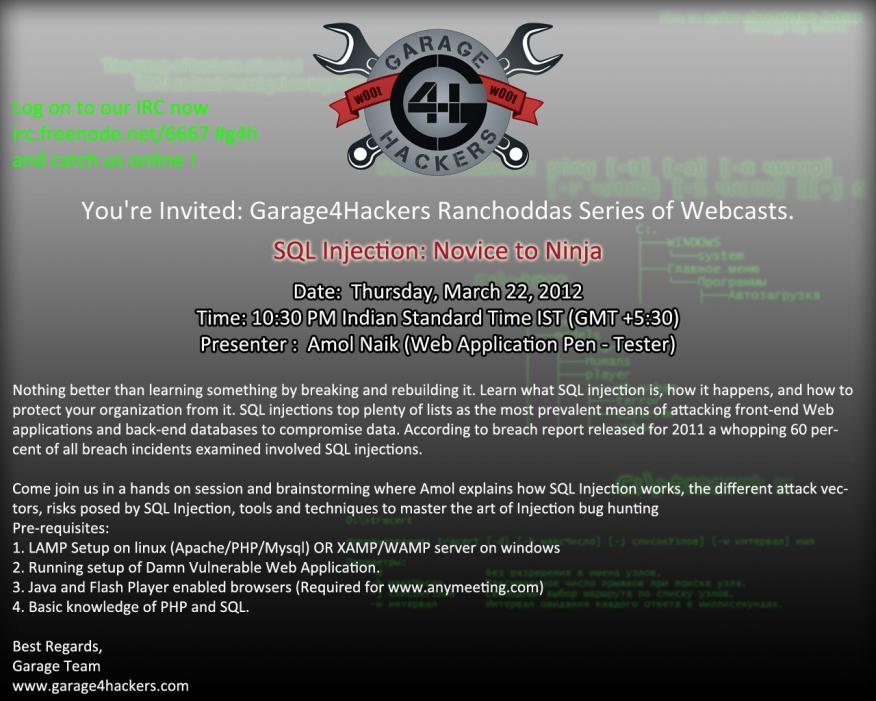 GARAGE
w00t
4H
w00t
HACKERS
Log on to our IRC now
irc.freenode.net/6667 #g4h
and catch us online !
You're Invited: Garage4Hackers Ranchoddas Series of Webcasts.
SQL Injection: Novice to Ninja
Date: Thursday, March 22, 2012
Time: 10:30 PM Indian Standard Time IST (GMT +5:30)
Presenter : Amol Naik (Web Application Pen - Tester)
Nothing better than learning something by breaking and rebuilding it. Learn what SQL injection is, how it happens, and how to
protect your organization from it. SQL injections top plenty of lists as the most prevalent means of attacking front-end Web
applications and back-end databases to compromise data. According to breach report released for 2011 a whopping 60 per-
cent of all breach incidents examined involved SQL injections.
Come join us in a hands on session and brainstorming where Amol explains how SQL Injection works, the different attack vec-
tors, risks posed by SQL Injection, tools and techniques to master the art of Injection bug hunting
Pre-requisites:
1. LAMP Setup on linux (Apache/PHP/Mysql) OR XAMP/WAMP server on windows
2. Running setup of Damn Vulnerable Web Application.
3. Java and Flash Player enabled browsers (Required for www.anymeeting.com)
4. Basic knowledge of PHP and SQL.
Best Regards,
Garage Team
www.garage4hackers.com
C:.
WINDOWS
system
Главное меню
Программы
Автозагрузка
player
D:\>tracert